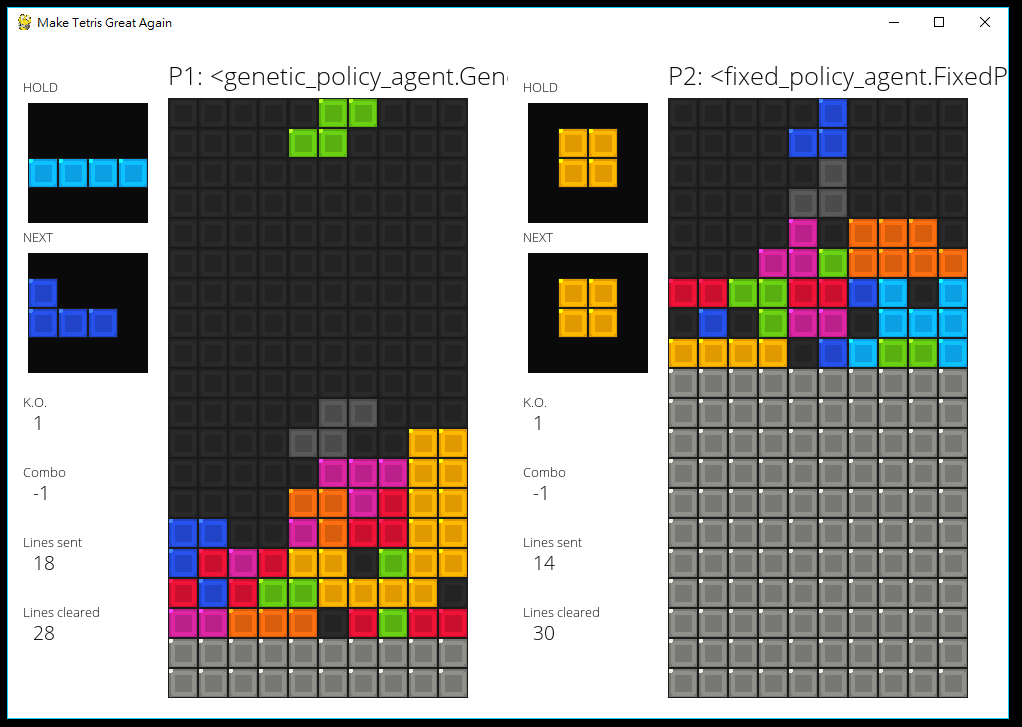 Make Tetris Great Again
P1: <genetic_policy_agent.Gen
HOLD
NEXT
K.O.
1
Combo
-1
Lines sent
18
Lines cleared
28
P2: <fixed_policy_agent.FixedP
HOLD
NEXT
K.O.
1
Combo
-1
Lines sent
14
Lines cleared
30